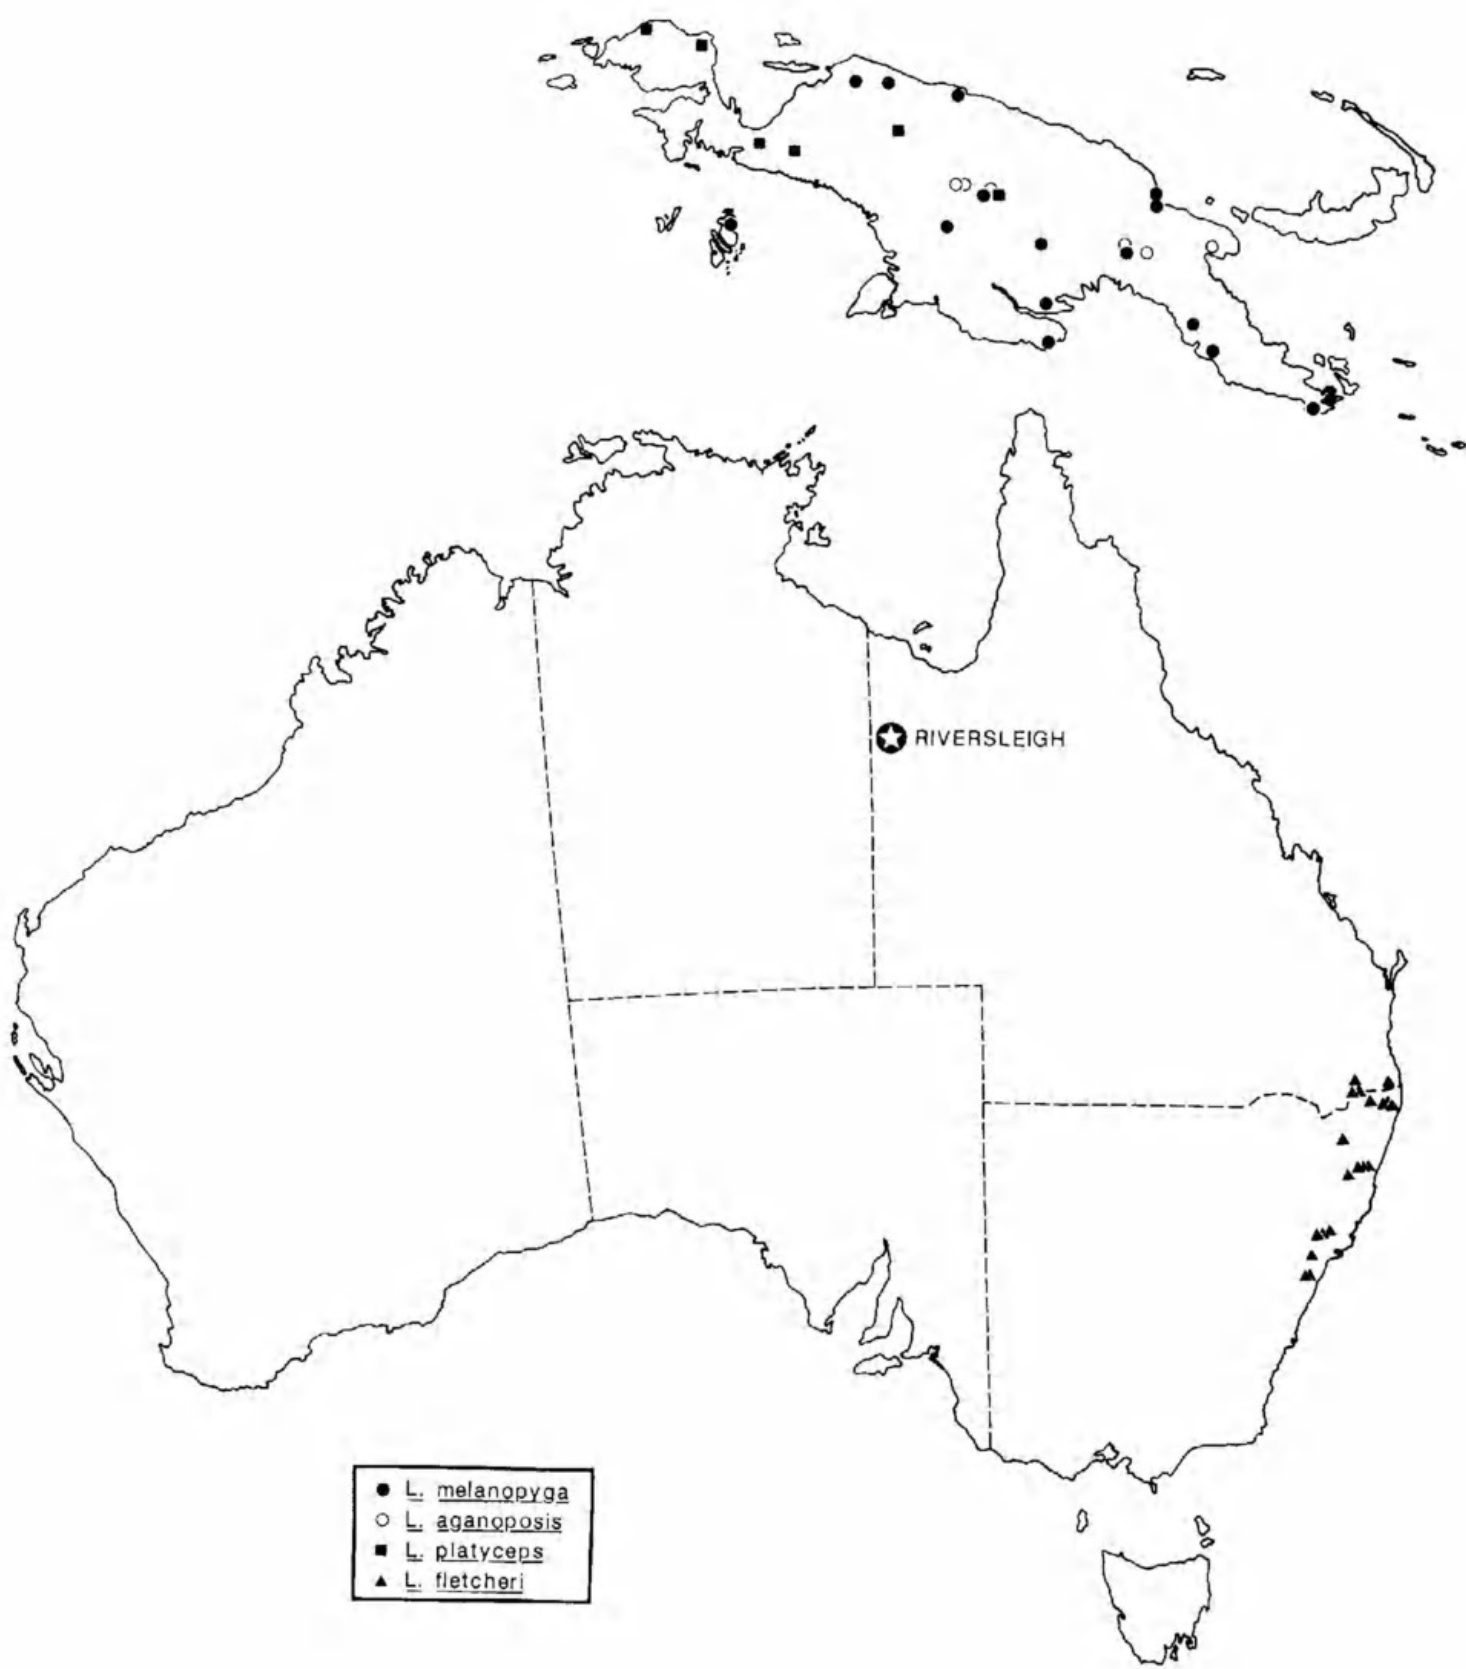 RIVERSLEIGH
L. melanopyga
L. aganoposis
L. platyceps
L. fletcheri